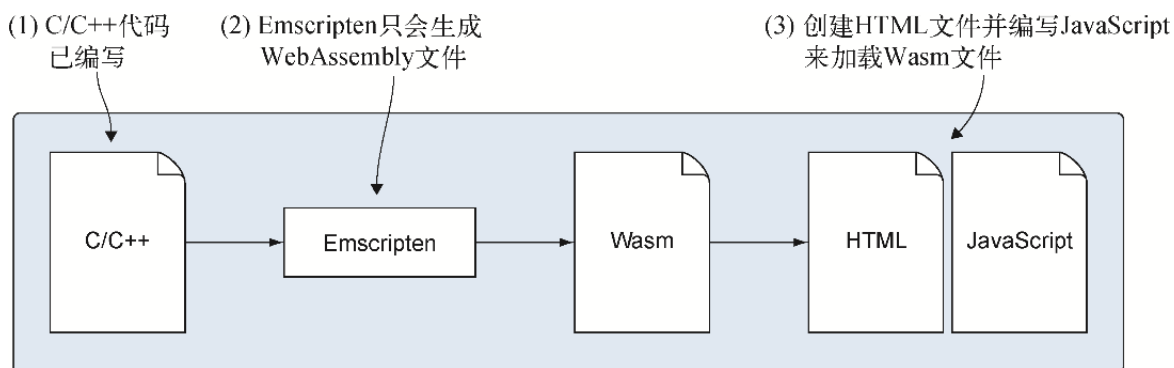 (1) C/C++代码
已编写
(2) Emscripten只会生成
WebAssembly文件
(3) 创建HTML文件并编写JavaScript
来加载Wasm文件
C/C++
Emscripten
Wasm
HTML
JavaScript